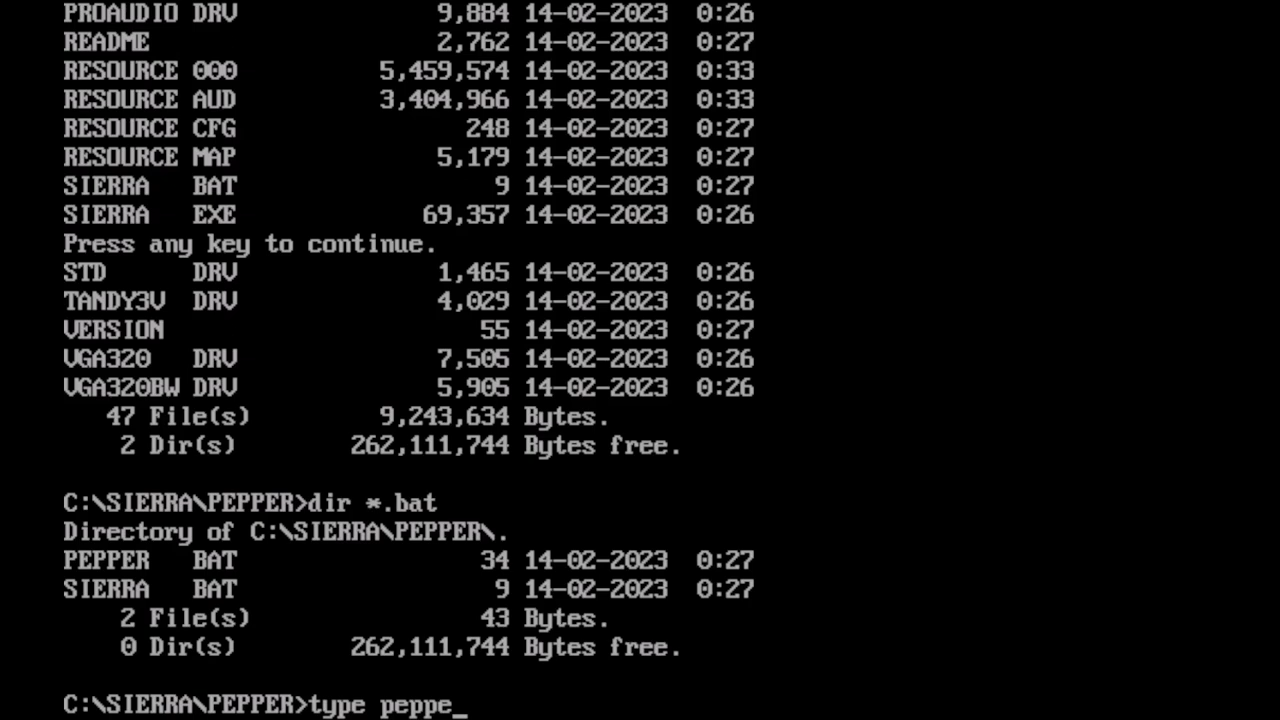 PROAUDIO DRV              9,884 14-02-2023  0:26
README                    2,762 14-02-2023  0:27
RESOURCE 000          5,459,574 14-02-2023  0:33
RESOURCE AUD          3,404,966 14-02-2023  0:33
RESOURCE CFG                248 14-02-2023  0:27
RESOURCE MAP              5,179 14-02-2023  0:27
SIERRA   BAT                  9 14-02-2023  0:27
SIERRA   EXE             69,357 14-02-2023  0:26
Press any key to continue.
STD      DRV              1,465 14-02-2023  0:26
TANDY3V  DRV              4,029 14-02-2023  0:26
VERSION                      55 14-02-2023  0:27
VGA320   DRV              7,505 14-02-2023  0:26
VGA320BW DRV              5,905 14-02-2023  0:26
   47 File(s)         9,243,634 Bytes.
    2 Dir(s)        262,111,744 Bytes free.
C:\SIERRA\PEPPER>dir *.bat
Directory of C:\SIERRA\PEPPER\.
PEPPER   BAT                 34 14-02-2023  0:27
SIERRA   BAT                  9 14-02-2023  0:27
    2 File(s)                43 Bytes.
    0 Dir(s)        262,111,744 Bytes free.
C:\SIERRA\PEPPER>type peppe_